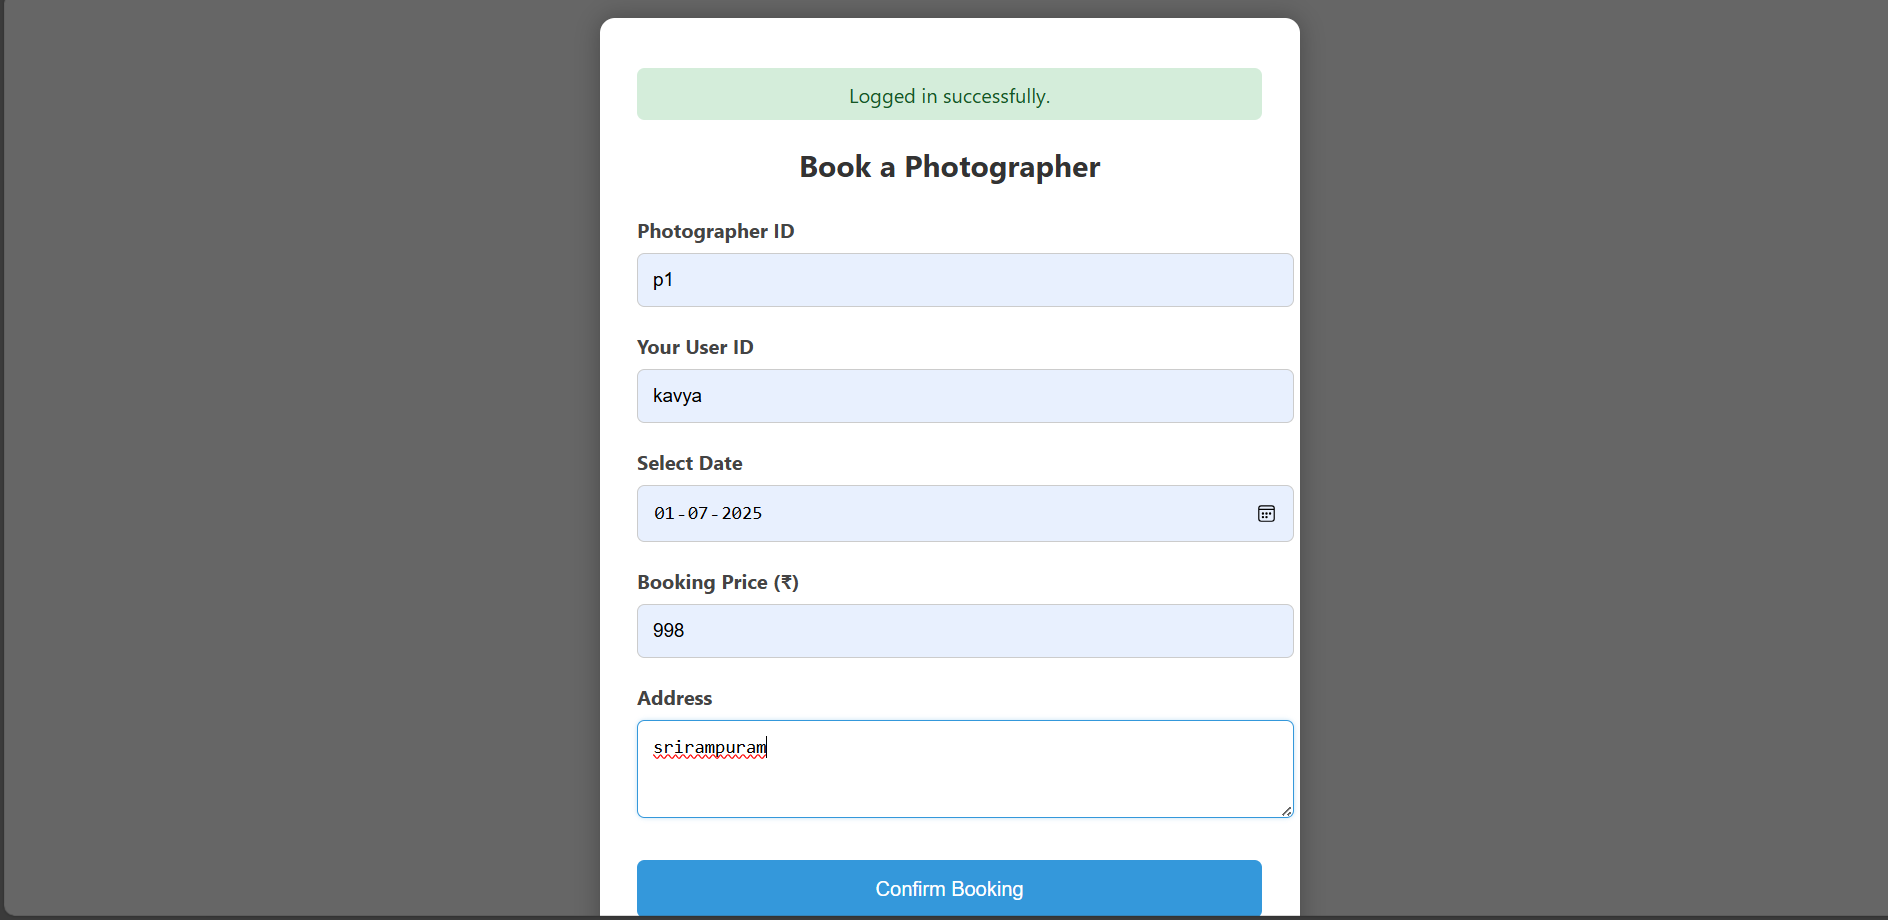 Logged in successfully.
Book a Photographer
Photographer ID
p1
Your User ID
kavya
Select Date
01-07-2025
Booking Price (₹)
998
Address
srirampuram
Confirm Booking